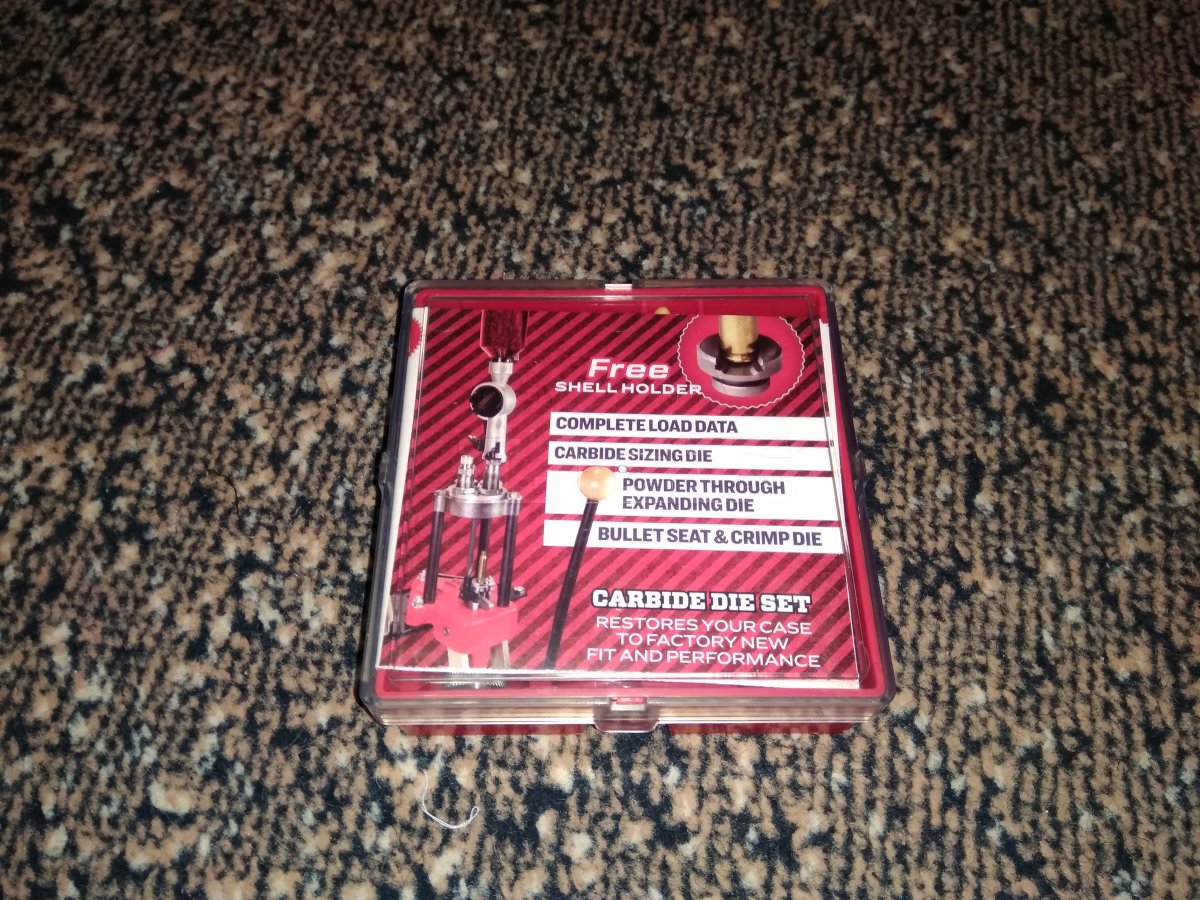 Free
SHELL HOLDER
COMPLETE LOAD DATA
CARBIDE SIZING DIE
POWDER THROUGH
EXPANDING DIE
BULLET SEAT & CRIMP DIE
CARBIDE DIE SET
RESTORES YOUR CASE
TO FACTORY NEW
FIT AND PERFORMANCE